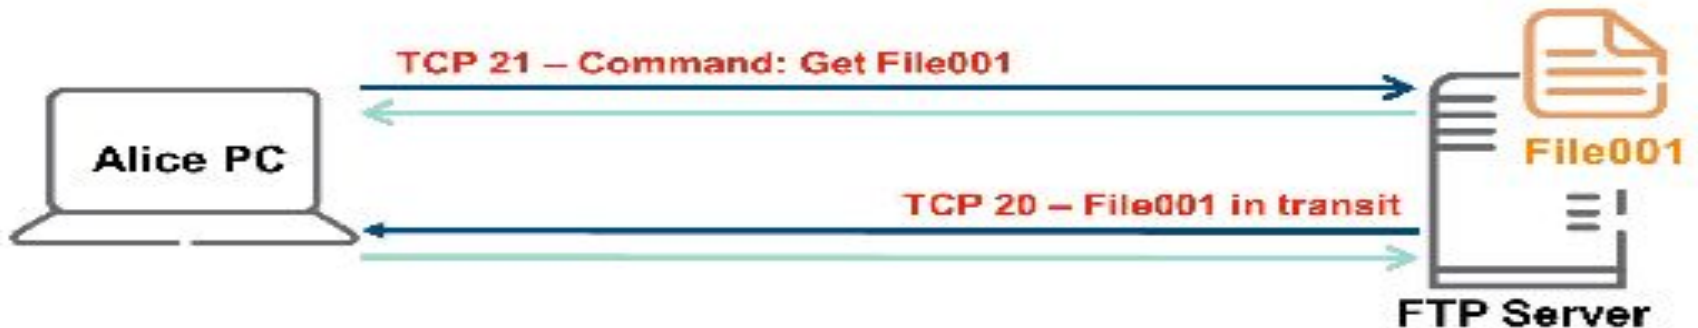 TCP 21 – Command: Get File001
Alice PC
File001
TCP 20 – File001 in transit
FTP Server